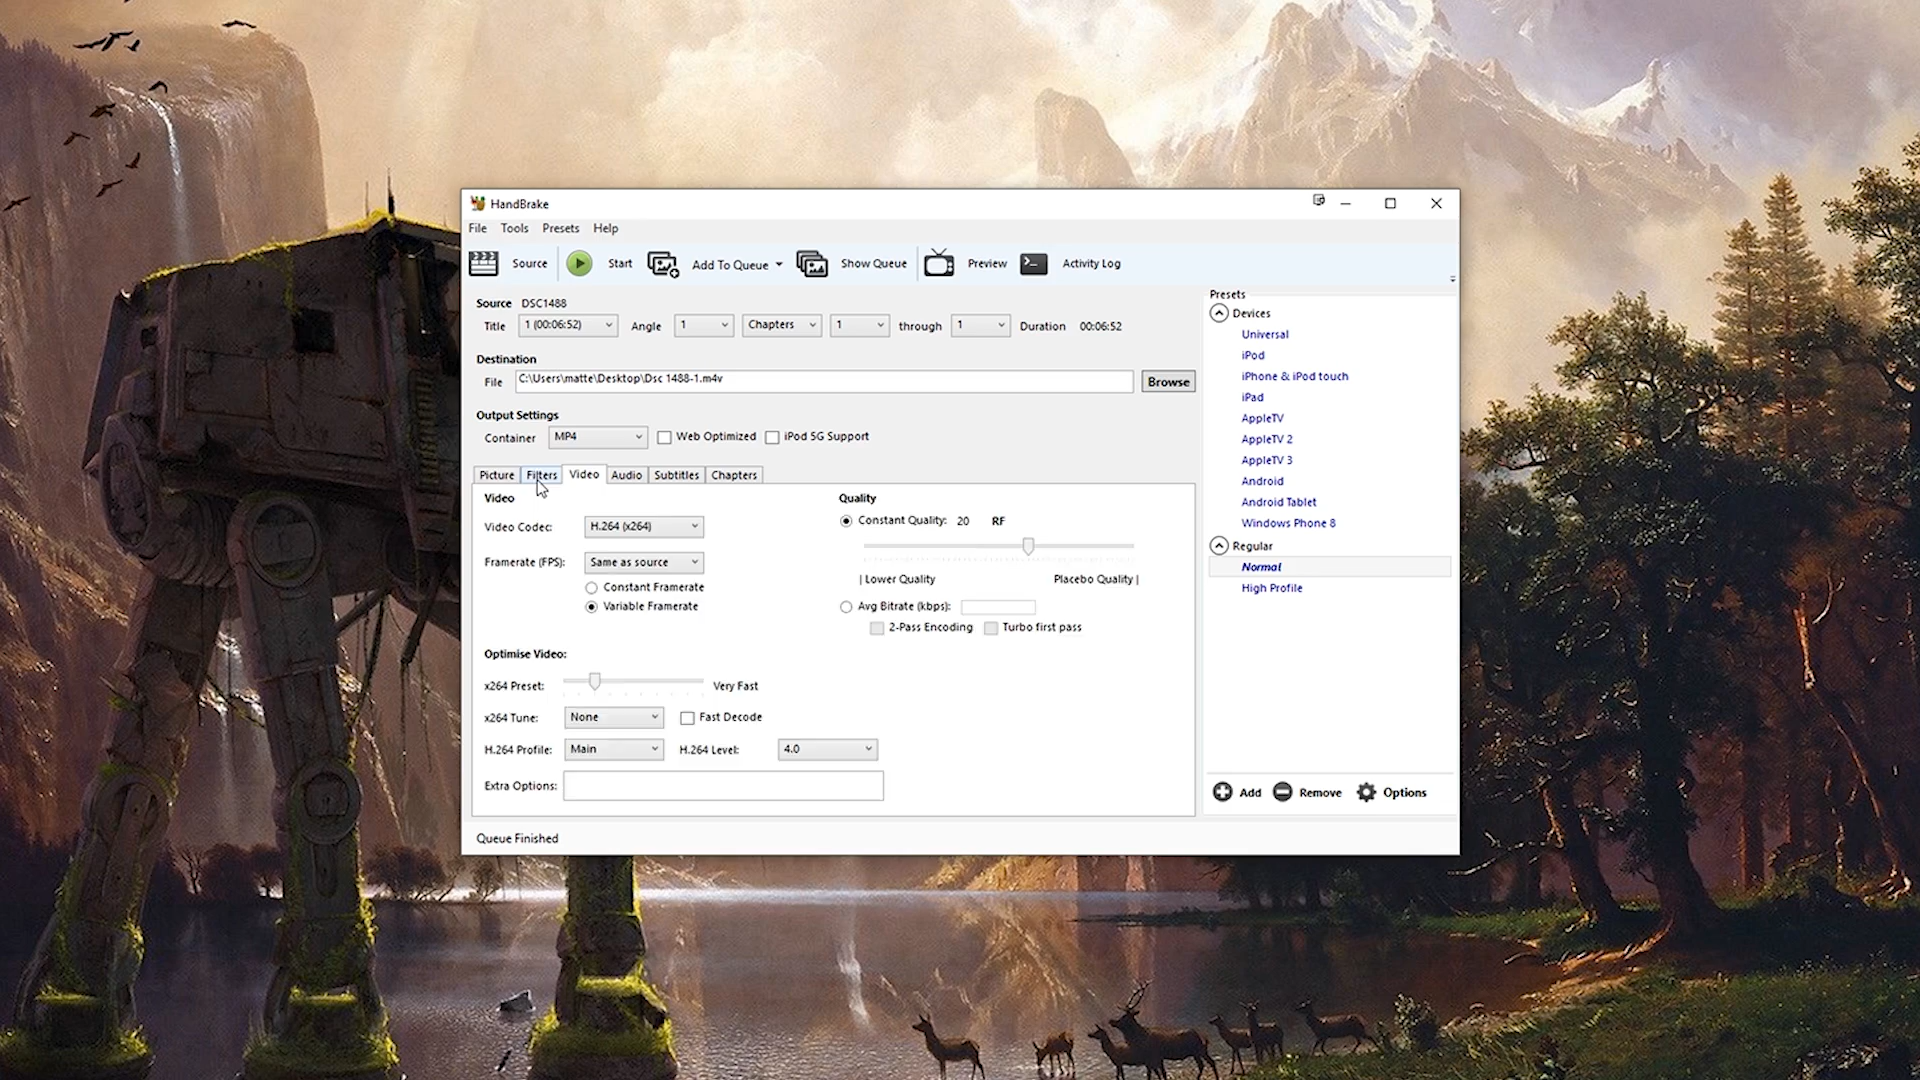 HandBrake
File Tools Presets Help
Source Start Add To Queue Show Queue Preview Activity Log
Source DSC1488
Title 1 (00:06:52) Angle 1 Chapters 1 through 1 Duration 00:06:52
Destination
File C:\Users\matte\Desktop\Dsc 1488-1.m4v Browse
Output Settings
Container MP4 Web Optimized iPod 5G Support
Picture Filters Video Audio Subtitles Chapters
Video
Video Codec: H.264 (x264)
Framerate (FPS): Same as source
Constant Framerate
Variable Framerate
Quality
Constant Quality: 20 RF
| Lower Quality Placebo Quality |
Avg Bitrate (kbps):
2-Pass Encoding Turbo first pass
Optimise Video:
x264 Preset: Very Fast
x264 Tune: None Fast Decode
H.264 Profile: Main H.264 Level: 4.0
Extra Options:
Queue Finished
Presets
Devices
Universal
iPod
iPhone & iPod touch
iPad
AppleTV
AppleTV 2
AppleTV 3
Android
Android Tablet
Windows Phone 8
Regular
Normal
High Profile
Add Remove Options